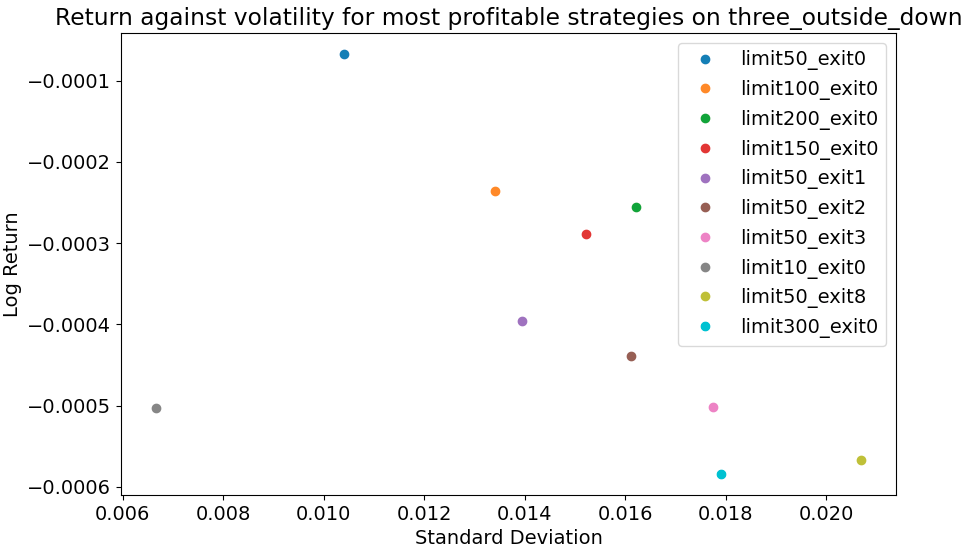 Return against volatility for most profitable strategies on three_outside_down
Log Return
−0.0001
−0.0002
−0.0003
−0.0004
−0.0005
−0.0006
limit50_exit0
limit100_exit0
limit200_exit0
limit150_exit0
limit50_exit1
limit50_exit2
limit50_exit3
limit10_exit0
limit50_exit8
limit300_exit0
0.006 0.008 0.010 0.012 0.014 0.016 0.018 0.020
Standard Deviation